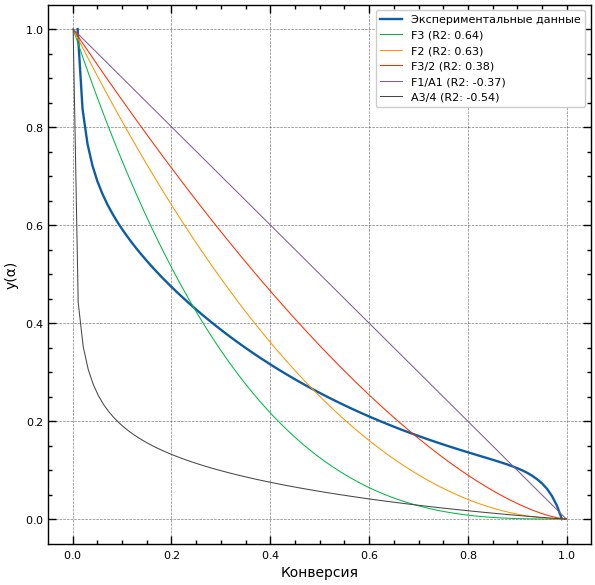 Экспериментальные данные
F3 (R2: 0.64)
F2 (R2: 0.63)
F3/2 (R2: 0.38)
F1/A1 (R2: -0.37)
A3/4 (R2: -0.54)
1.0
0.8
0.6
0.4
0.2
0.0
y(α)
0.0 0.2 0.4 0.6 0.8 1.0
Конверсия